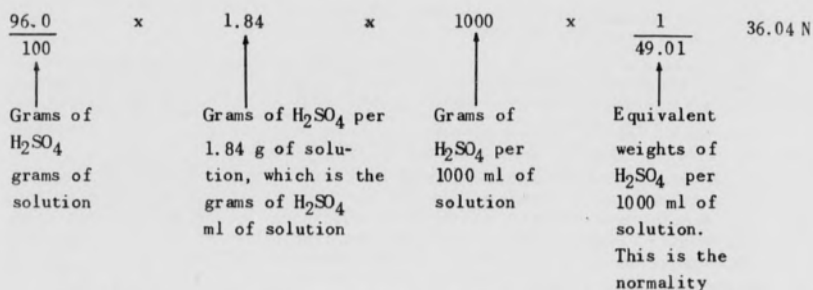 96.0 x 1.84 x 1000 x 1 36.04 N
100 49.01
Grams of
H₂SO₄
grams of
solution
Grams of H₂SO₄ per
1.84 g of solu-
tion, which is the
grams of H₂SO₄
ml of solution
Grams of
H₂SO₄ per
1000 ml of
solution
Equivalent
weights of
H₂SO₄ per
1000 ml of
solution.
This is the
normality